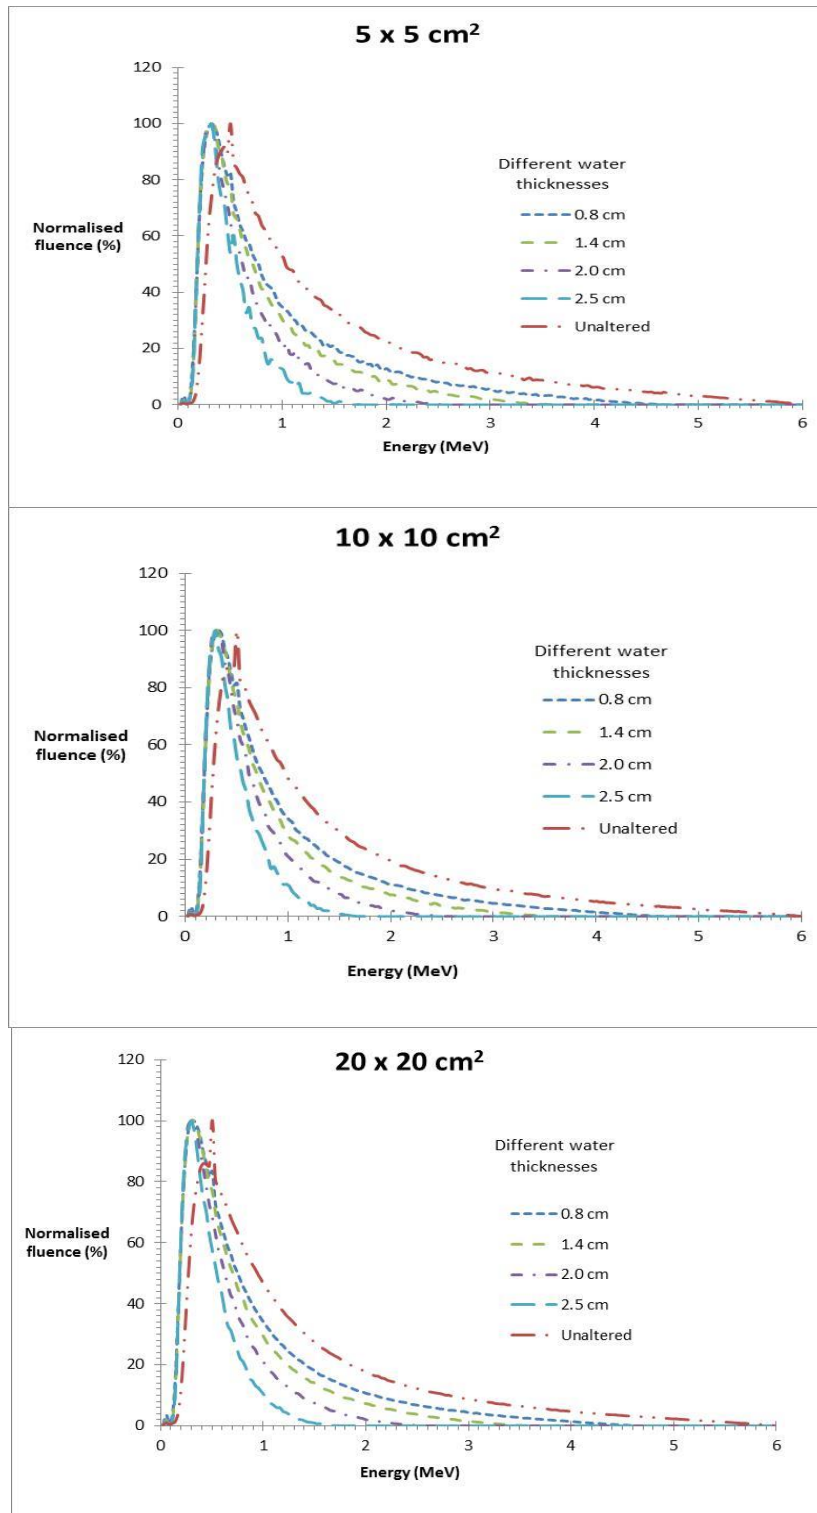 5 x 5 cm²
120
100
80
60
40
20
0
Normalised
fluence (%)
Different water
thicknesses
0.8 cm
1.4 cm
2.0 cm
2.5 cm
Unaltered
0 1 2 3 4 5 6
Energy (MeV)
10 x 10 cm²
120
100
80
60
40
20
0
Normalised
fluence (%)
Different water
thicknesses
0.8 cm
1.4 cm
2.0 cm
2.5 cm
Unaltered
0 1 2 3 4 5 6
Energy (MeV)
20 x 20 cm²
120
100
80
60
40
20
0
Normalised
fluence (%)
Different water
thicknesses
0.8 cm
1.4 cm
2.0 cm
2.5 cm
Unaltered
0 1 2 3 4 5 6
Energy (MeV)